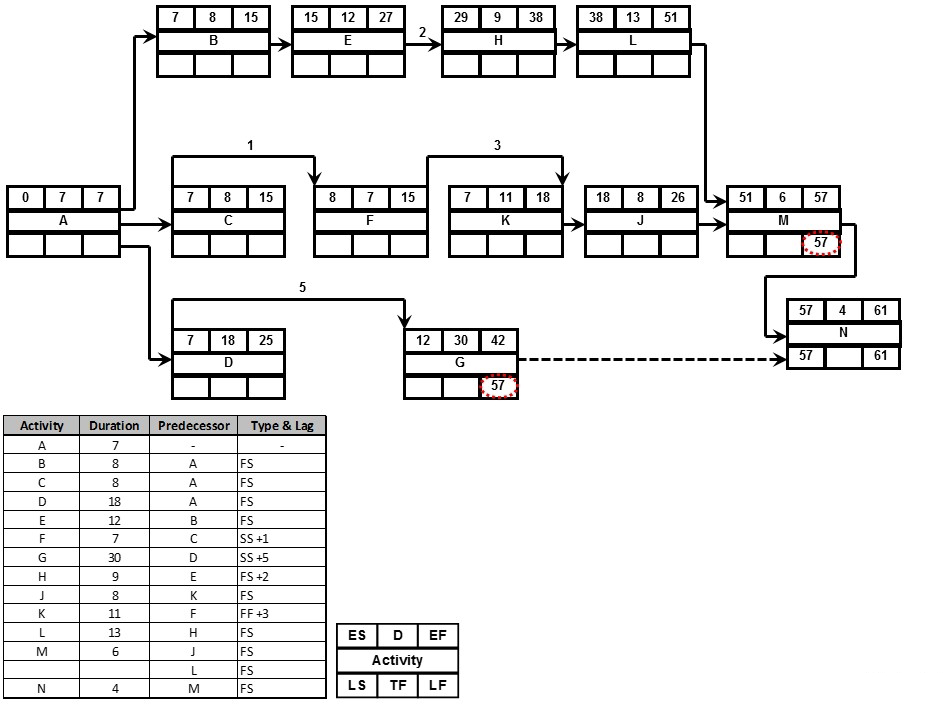 7 8 15
B
15 12 27
E
2
29 9 38
H
38 13 51
L
1
3
0 7 7
A
7 8 15
C
8 7 15
F
7 11 18
K
18 8 26
J
51 6 57
M
57
5
7 18 25
D
12 30 42
G
57
57 4 61
N
57 61
Activity Duration Predecessor Type & Lag
A 7 - -
B 8 A FS
C 8 A FS
D 18 A FS
E 12 B FS
F 7 C SS +1
G 30 D SS +5
H 9 E FS +2
J 8 K FS
K 11 F FF +3
L 13 H FS
M 6 J FS
L FS
N 4 M FS
ES D EF
Activity
LS TF LF